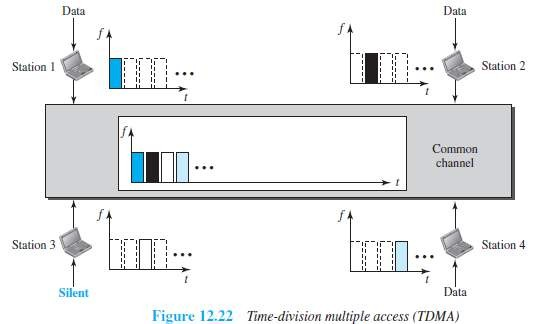 Data
Data
f
f
Station 1
...
...
Station 2
t
t
f
Common
channel
...
t
f
f
Station 3
...
...
Station 4
t
t
Silent
Data
Figure 12.22 Time-division multiple access (TDMA)